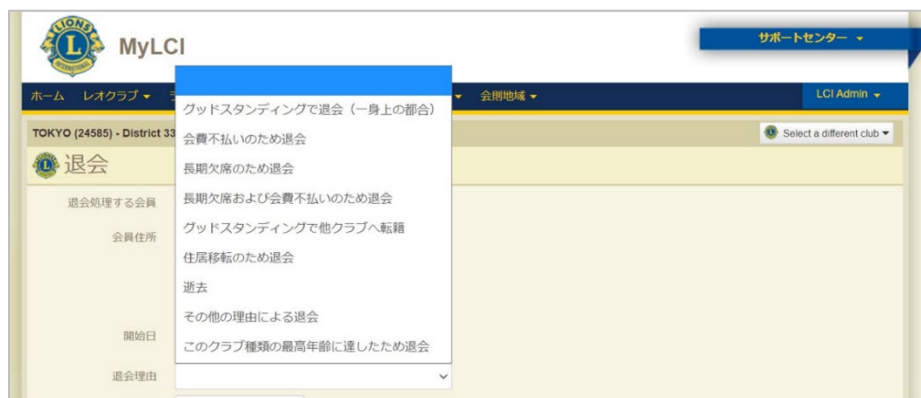 LIONS
L
INTERNATIONAL
MyLCI
サポートセンター
ホーム
レオクラブ
会則地域
LCI Admin
グッドスタンディングで退会（一身上の都合）
TOKYO (24585) - District 33
Select a different club
会費不払いのため退会
退会
長期欠席のため退会
退会処理する会員
長期欠席および会費不払いのため退会
会員住所
グッドスタンディングで他クラブへ転籍
住居移転のため退会
逝去
その他の理由による退会
開始日
このクラブ種類の最高年齢に達したため退会
退会理由